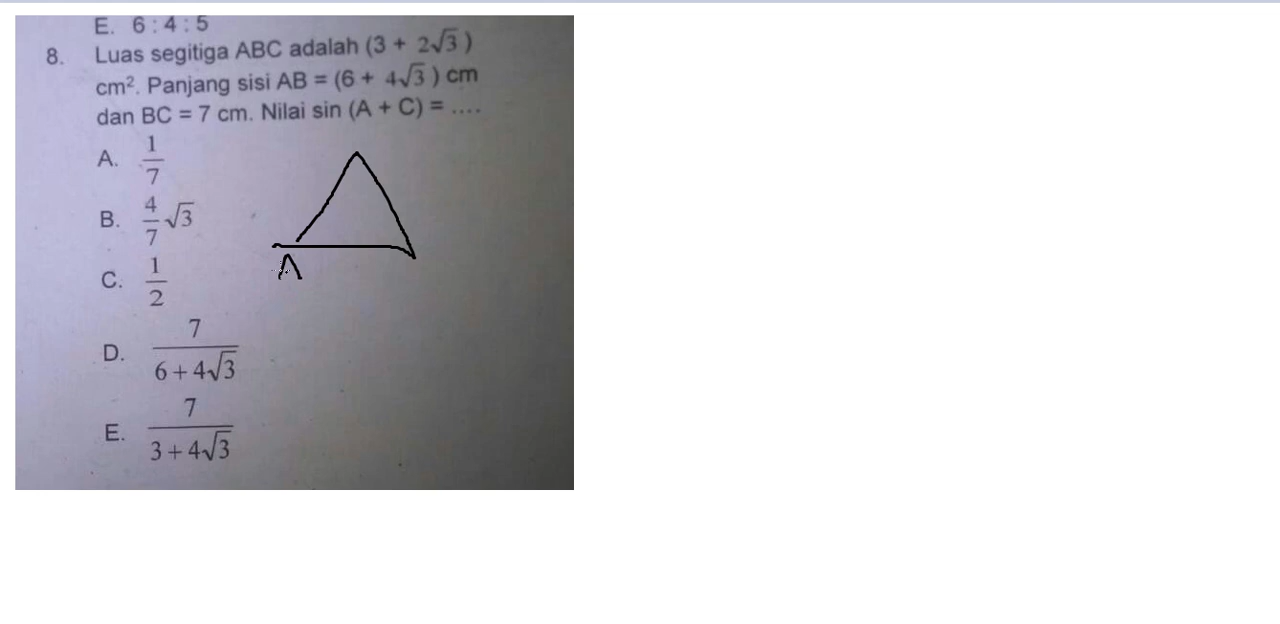 E. 6 : 4 : 5
8. Luas segitiga ABC adalah (3 + 2√3)
cm². Panjang sisi AB = (6 + 4√3) cm
dan BC = 7 cm. Nilai sin (A + C) = ....
A. 1/7
B. 4/7 √3
C. 1/2
D. 7/(6 + 4√3)
E. 7/(3 + 4√3)
A